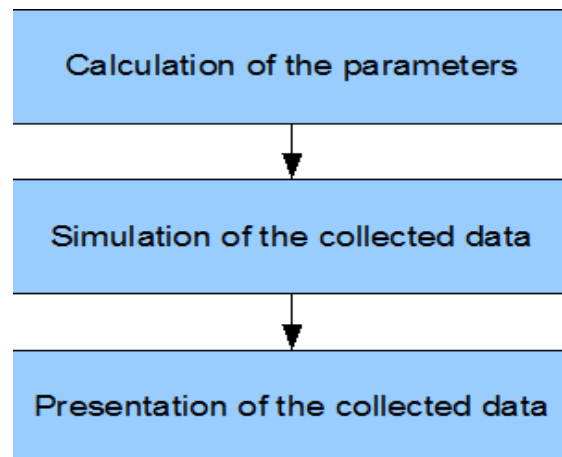 Calculation of the parameters
Simulation of the collected data
Presentation of the collected data